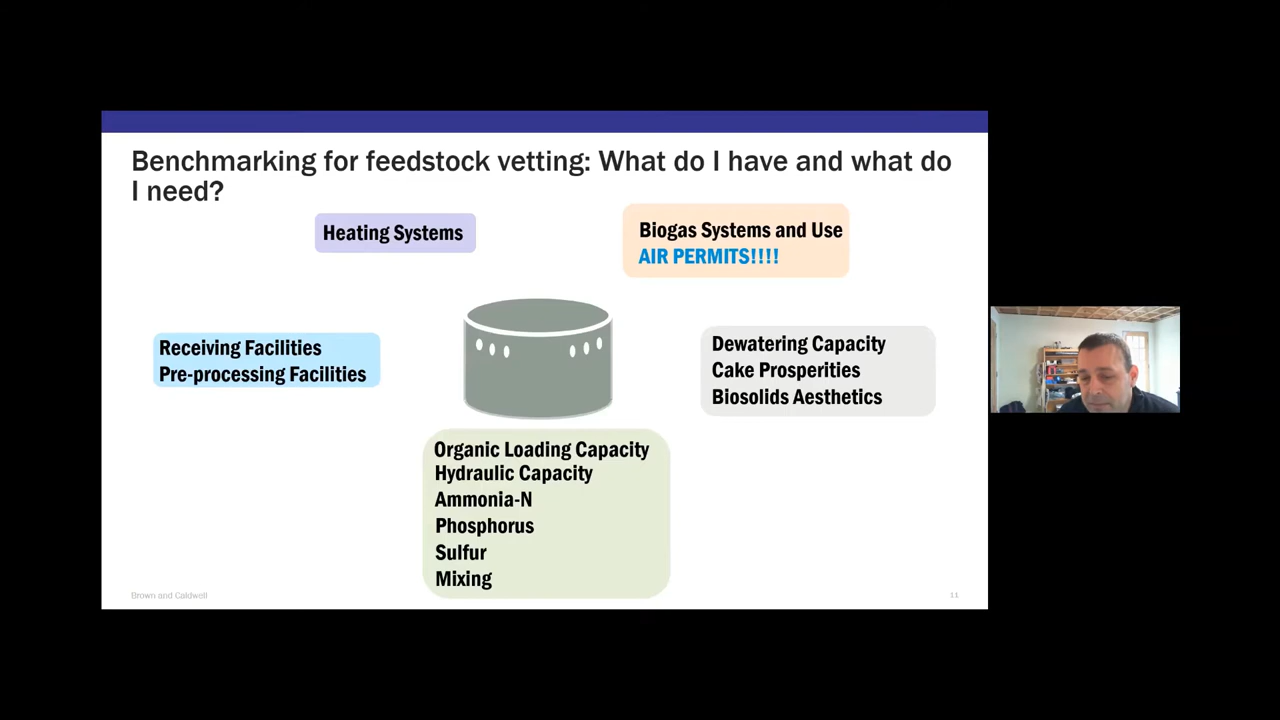 Benchmarking for feedstock vetting: What do I have and what do
I need?
Heating Systems
Biogas Systems and Use
AIR PERMITS!!!!
Receiving Facilities
Pre-processing Facilities
Dewatering Capacity
Cake Prosperities
Biosolids Aesthetics
Organic Loading Capacity
Hydraulic Capacity
Ammonia-N
Phosphorus
Sulfur
Mixing
Brown and Caldwell
11